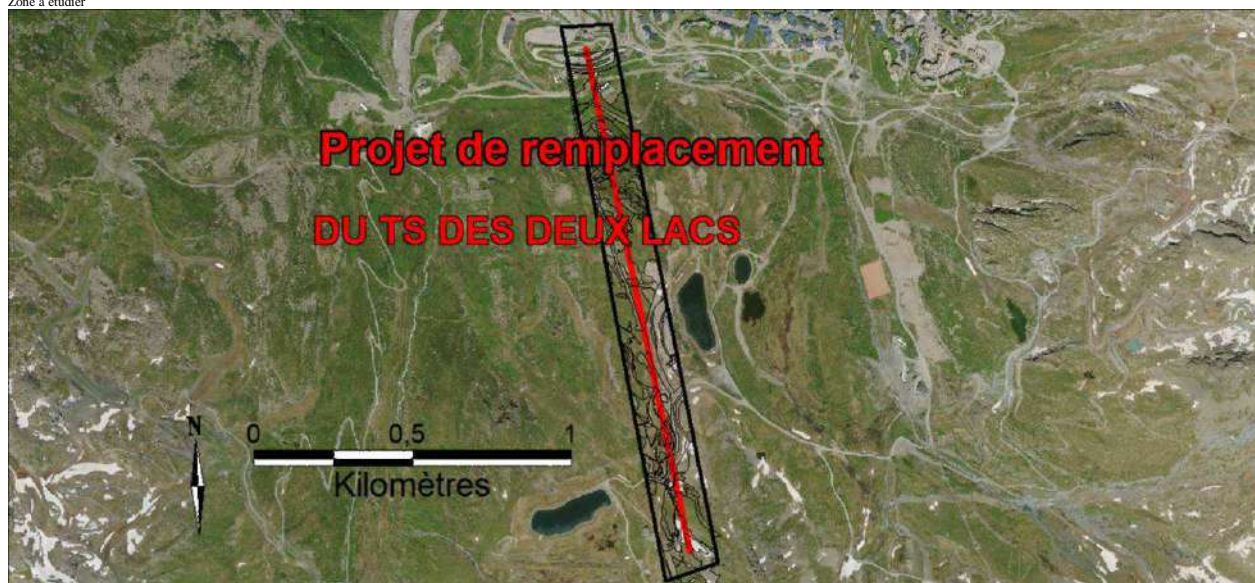 Zone à étudier
Projet de remplacement
DU TS DES DEUX LACS
N
0 0,5 1
Kilomètres